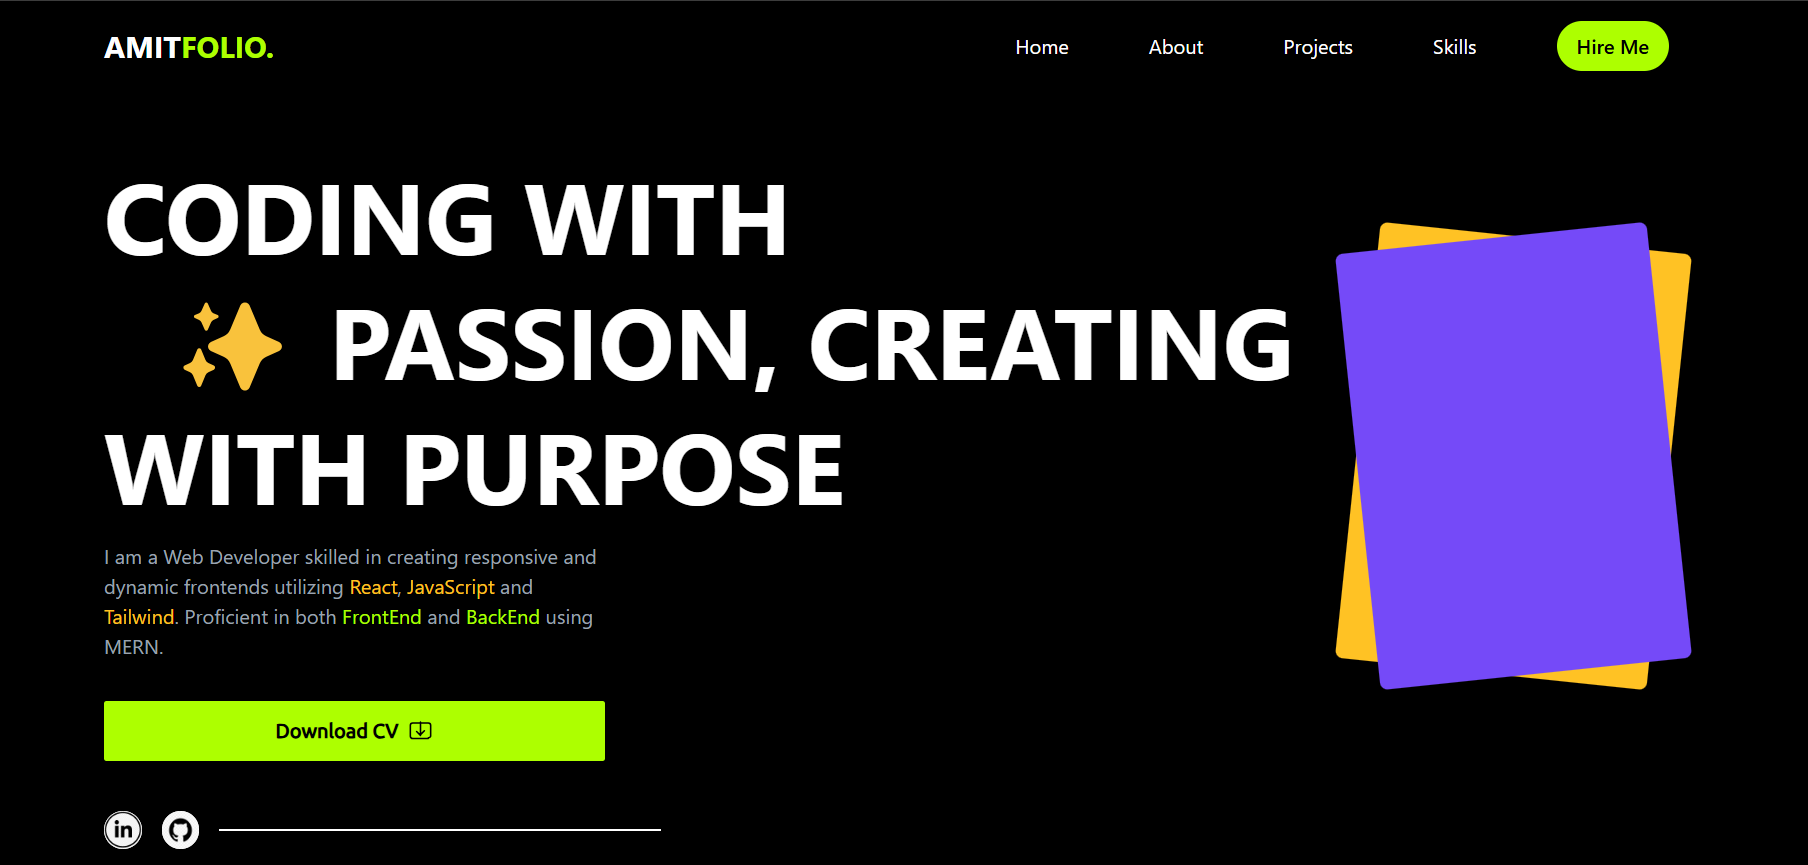 AMITFOLIO.
Home About Projects Skills Hire Me
CODING WITH
✨ PASSION, CREATING
WITH PURPOSE
I am a Web Developer skilled in creating responsive and
dynamic frontends utilizing React, JavaScript and
Tailwind. Proficient in both FrontEnd and BackEnd using
MERN.
Download CV
in